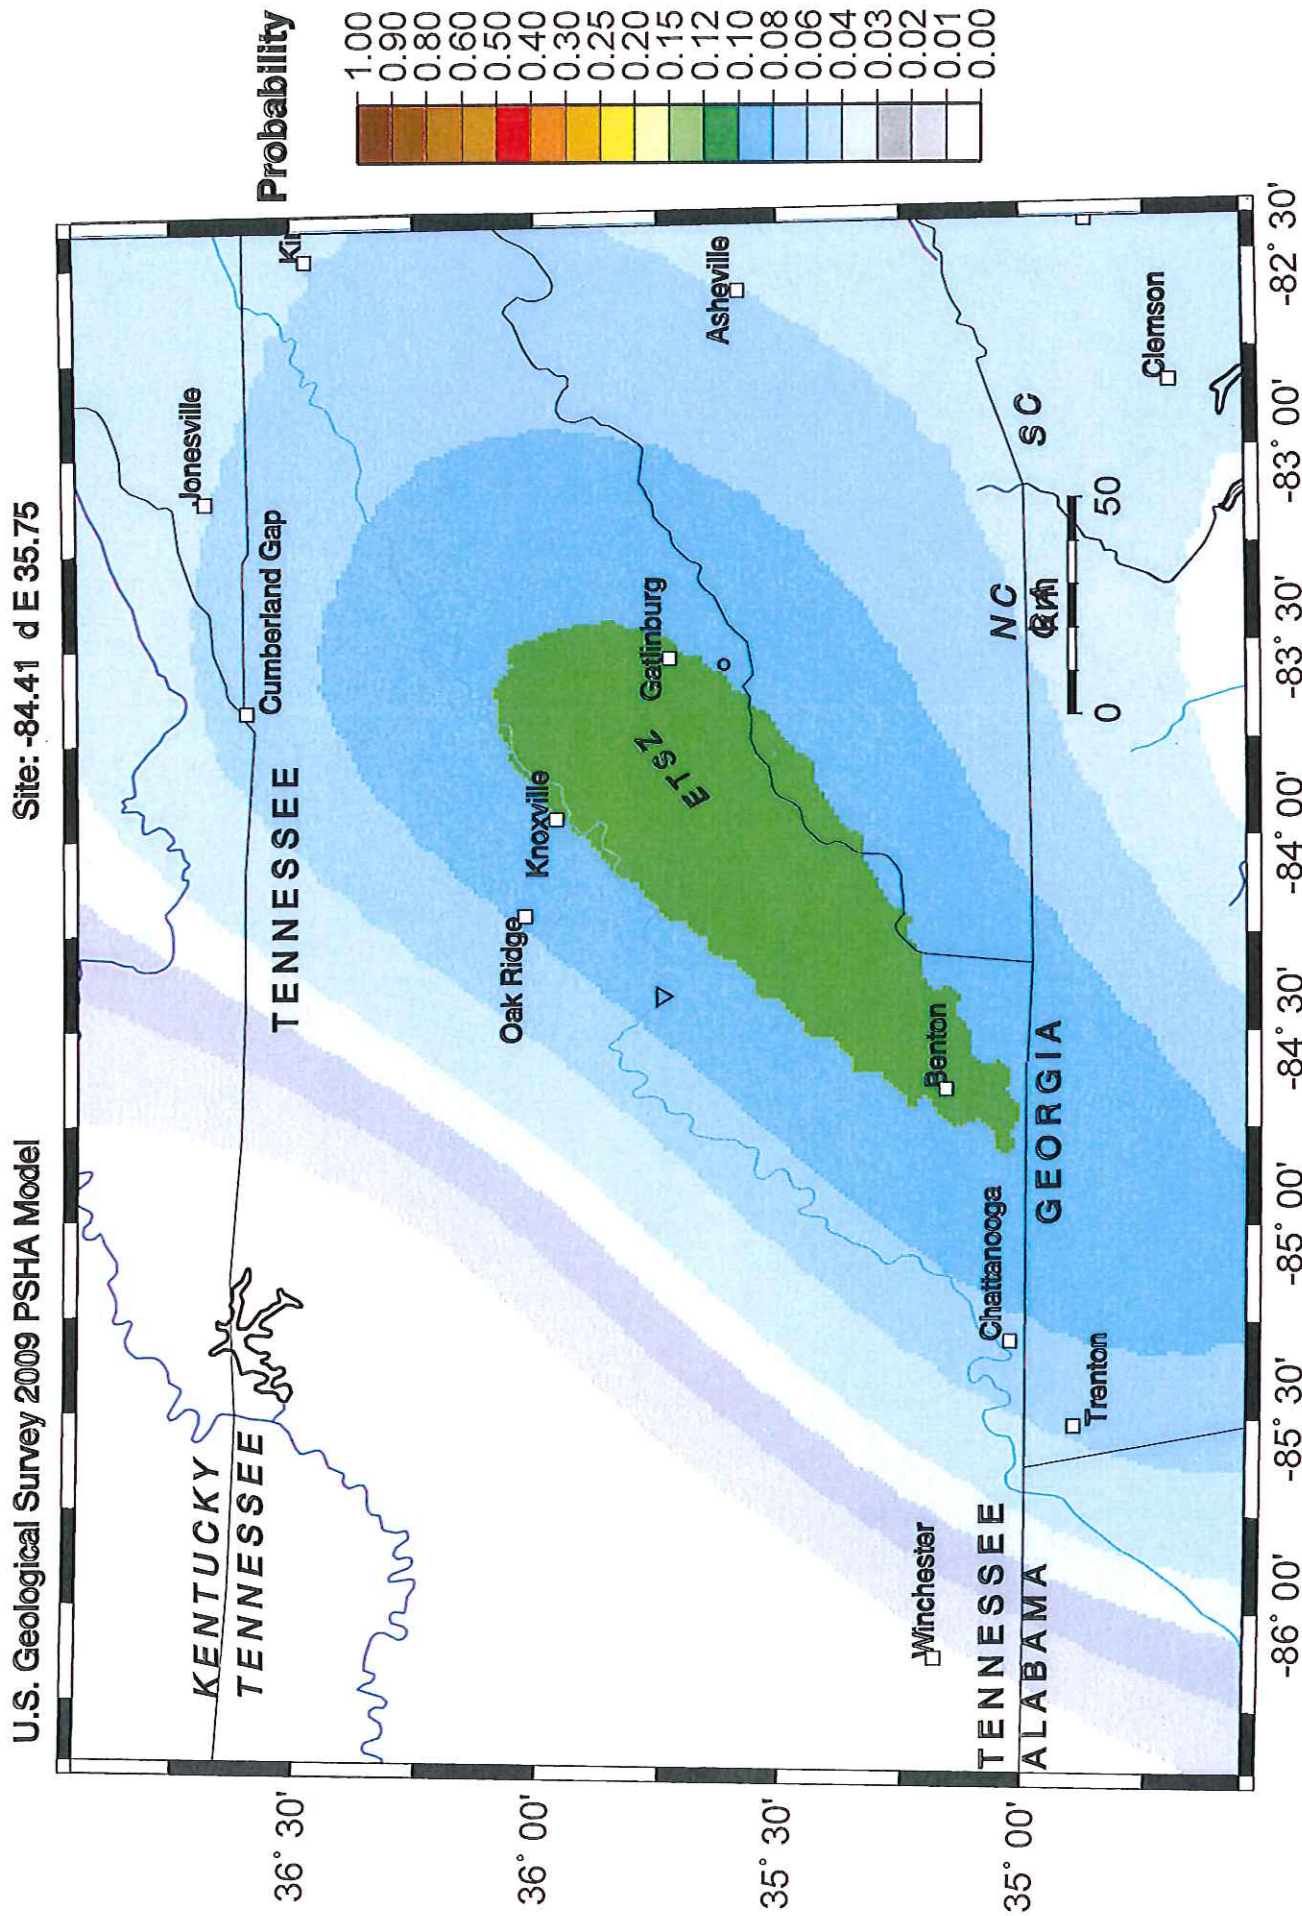 U.S. Geological Survey 2009 PSHA Model
Site: -84.41 d E 35.75
Probability
1.00
0.90
0.80
0.60
0.50
0.40
0.30
0.25
0.20
0.15
0.12
0.10
0.08
0.06
0.04
0.03
0.02
0.01
0.00
KENTUCKY
TENNESSEE
TENNESSEE
Cumberland Gap
Jonesville
Ki
Oak Ridge
Knoxville
ETSZ
Gatlinburg
Asheville
Winchester
Benton
Chattanooga
Trenton
TENNESSEE
ALABAMA
GEORGIA
NC
SC
Clemson
0
50
36° 30'
36° 00'
35° 30'
35° 00'
-86° 00'
-85° 30'
-85° 00'
-84° 30'
-84° 00'
-83° 30'
-83° 00'
-82° 30'
30'